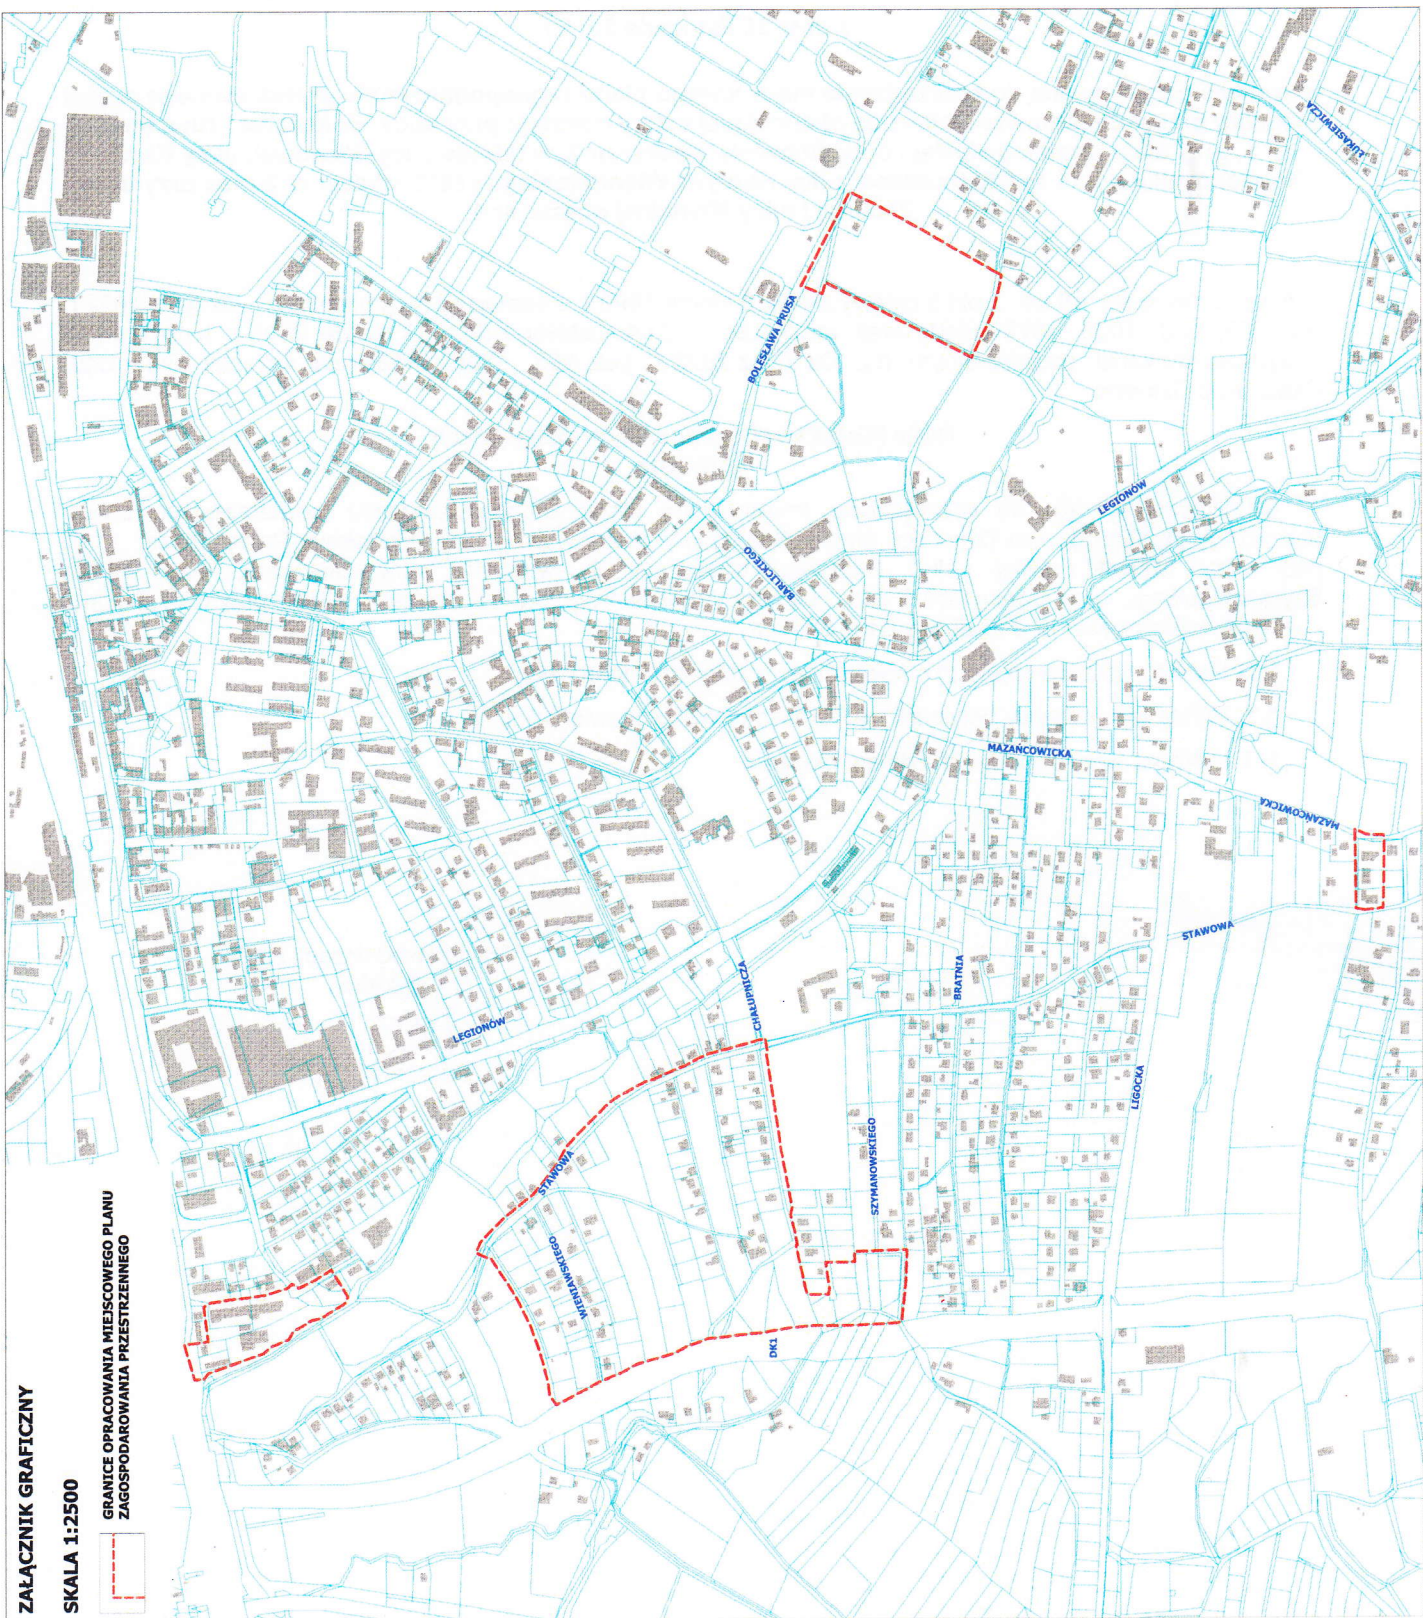 ZAŁĄCZNIK GRAFICZNY
SKALA 1:2500
GRANICE OPRACOWANIA MIEJSCOWEGO PLANU
ZAGOSPODAROWANIA PRZESTRZENNEGO
STAWOWA
WIENIAWSKIEGO
DK1
SZYMANOWSKIEGO
LIGOCKA
LEGIONÓW
CHAŁUPNICZA
BRATNIA
STAWOWA
MAZAŃCOWICKA
MAZAŃCOWICKA
BARLICKIEGO
LEGIONÓW
BOLESŁAWA PRUSA
ŁUKASIEWICZA